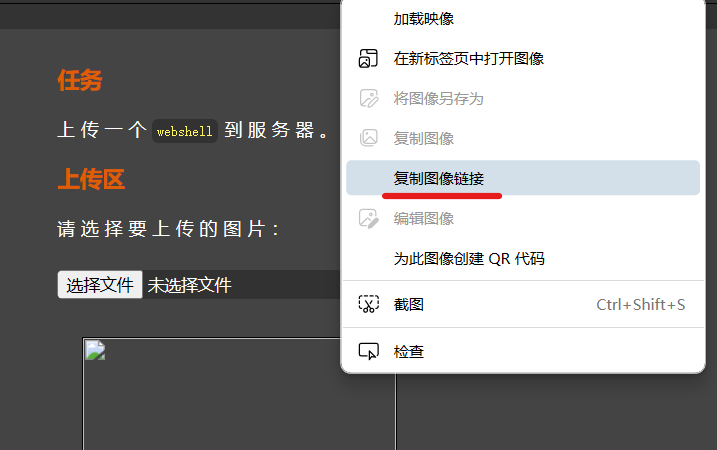 任务
上传一个 webshell 到服务器。
上传区
请选择要上传的图片：
选择文件 未选择文件
加载映像
在新标签页中打开图像
将图像另存为
复制图像
复制图像链接
编辑图像
为此图像创建 QR 代码
截图 Ctrl+Shift+S
检查